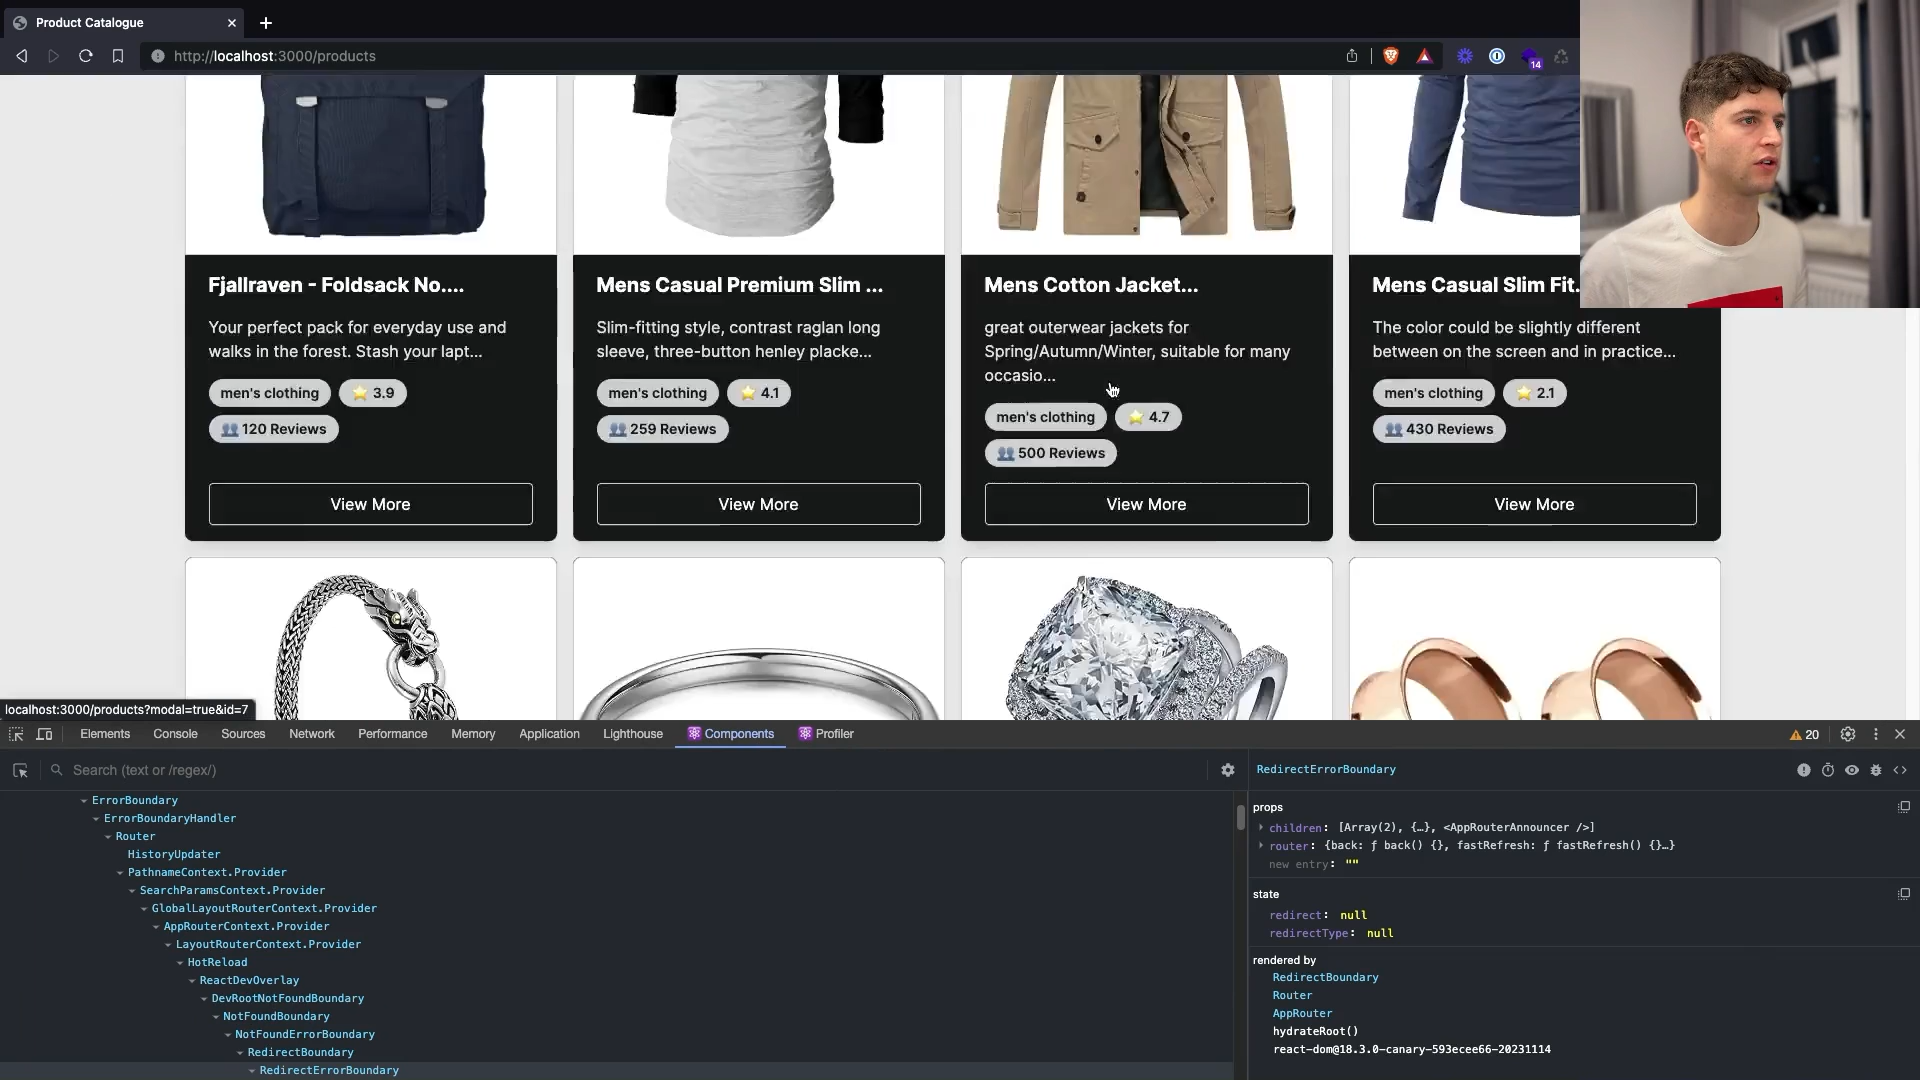 Product Catalogue
http://localhost:3000/products
14
Fjallraven - Foldsack No....
Your perfect pack for everyday use and
walks in the forest. Stash your lapt...
men's clothing
3.9
120 Reviews
View More
Mens Casual Premium Slim ...
Slim-fitting style, contrast raglan long
sleeve, three-button henley placke...
men's clothing
4.1
259 Reviews
View More
Mens Cotton Jacket...
great outerwear jackets for
Spring/Autumn/Winter, suitable for many
occasio...
men's clothing
4.7
500 Reviews
View More
Mens Casual Slim Fit.
The color could be slightly different
between on the screen and in practice...
men's clothing
2.1
430 Reviews
View More
localhost:3000/products?modal=true&id=7
Elements Console Sources Network Performance Memory Application Lighthouse Components Profiler 20
Search (text or /regex/)
ErrorBoundary
ErrorBoundaryHandler
Router
HistoryUpdater
PathnameContext.Provider
SearchParamsContext.Provider
GlobalLayoutRouterContext.Provider
AppRouterContext.Provider
LayoutRouterContext.Provider
HotReload
ReactDevOverlay
DevRootNotFoundBoundary
NotFoundBoundary
NotFoundErrorBoundary
RedirectBoundary
RedirectErrorBoundary
RedirectErrorBoundary
props
children: [Array(2), {…}, <AppRouterAnnouncer />]
router: {back: ƒ back() {}, fastRefresh: ƒ fastRefresh() {}…}
new entry: ""
state
redirect: null
redirectType: null
rendered by
RedirectBoundary
Router
AppRouter
hydrateRoot()
react-dom@18.3.0-canary-593ecee66-20231114